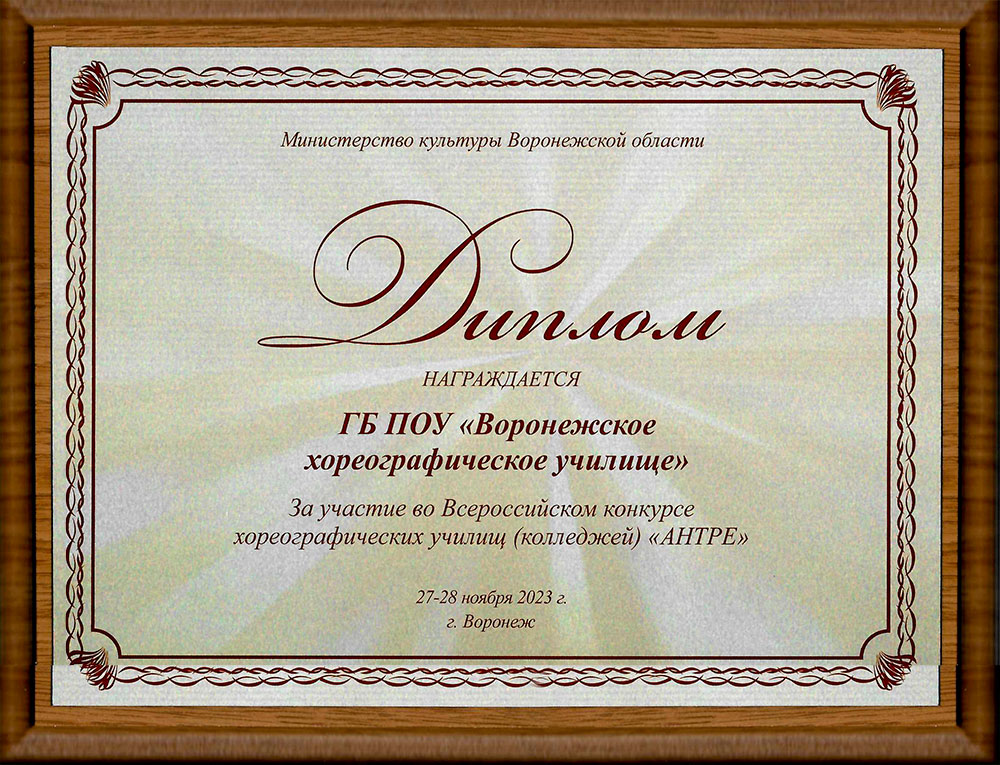 Министерство культуры Воронежской области
Диплом
НАГРАЖДАЕТСЯ
ГБ ПОУ «Воронежское
хореографическое училище»
За участие во Всероссийском конкурсе
хореографических училищ (колледжей) «АНТРЕ»
27-28 ноября 2023 г.
г. Воронеж